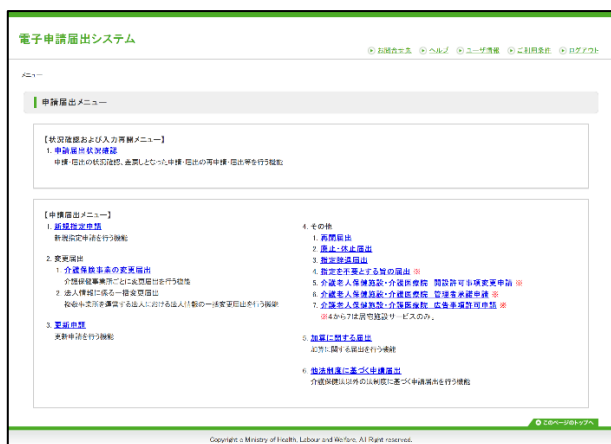 電子申請届出システム
お問合せ先 ヘルプ ユーザ情報 ご利用条件 ログアウト
メニュー
申請届出メニュー
【状況確認および入力再開メニュー】
1. 申請届出状況確認
申請・届出の状況確認、差戻しとなった申請・届出の再申請・届出等を行う機能
【申請届出メニュー】
1. 新規指定申請
新規指定申請を行う機能
2. 変更届出
1. 介護保険事業の変更届出
介護保険事業所ごとに変更届出を行う機能
2. 法人情報に係る一括変更届出
複数事業所を運営する法人における法人情報の一括変更届出を行う機能
3. 更新申請
更新申請を行う機能
4. その他
1. 再開届出
2. 廃止・休止届出
3. 指定辞退届出
4. 指定を不要とする旨の届出 ※
5. 介護老人保健施設・介護医療院 開設許可事項変更申請 ※
6. 介護老人保健施設・介護医療院 管理者承認申請 ※
7. 介護老人保健施設・介護医療院 広告事項許可申請 ※
※4から7は居宅施設サービスのみ。
5. 加算に関する届出
加算に関する届出を行う機能
6. 他法制度に基づく申請届出
介護保険法以外の法制度に基づく申請届出を行う機能
このページのトップへ
Copyright © Ministry of Health, Labour and Welfare. All Right reserved.